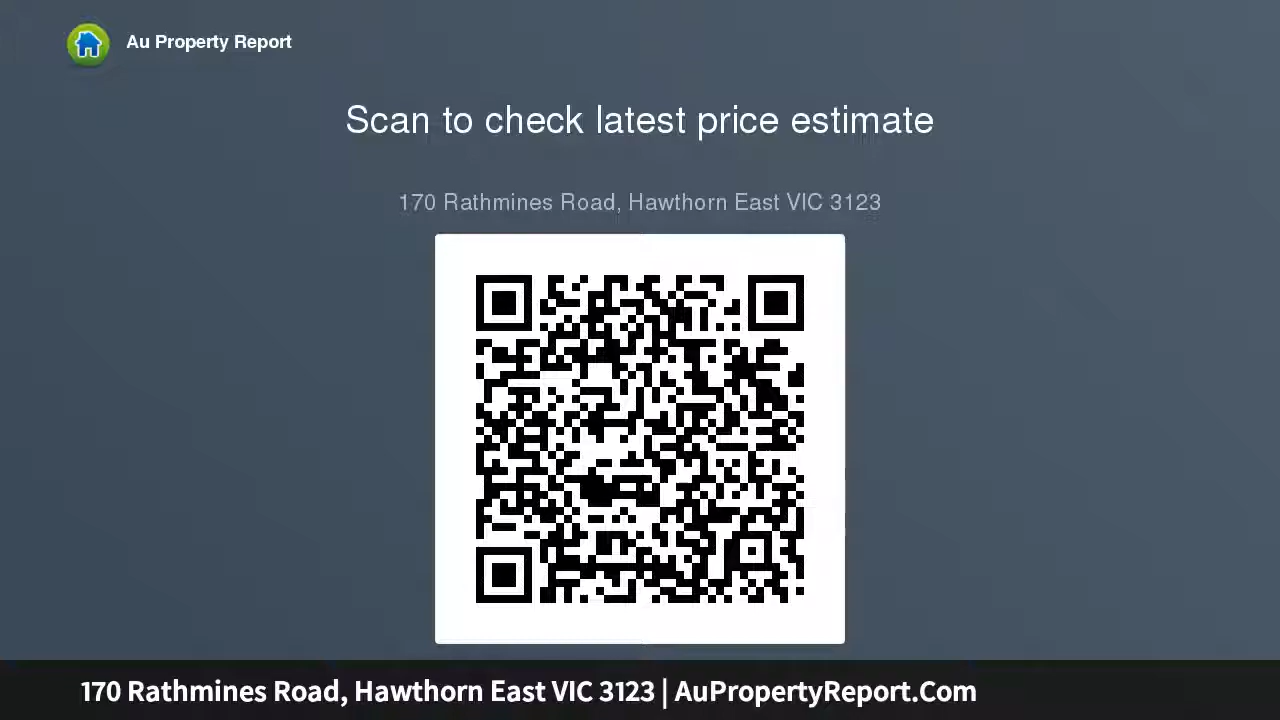 Au Property Report
Scan to check latest price estimate
170 Rathmines Road, Hawthorn East VIC 3123
170 Rathmines Road, Hawthorn East VIC 3123 | AuPropertyReport.Com